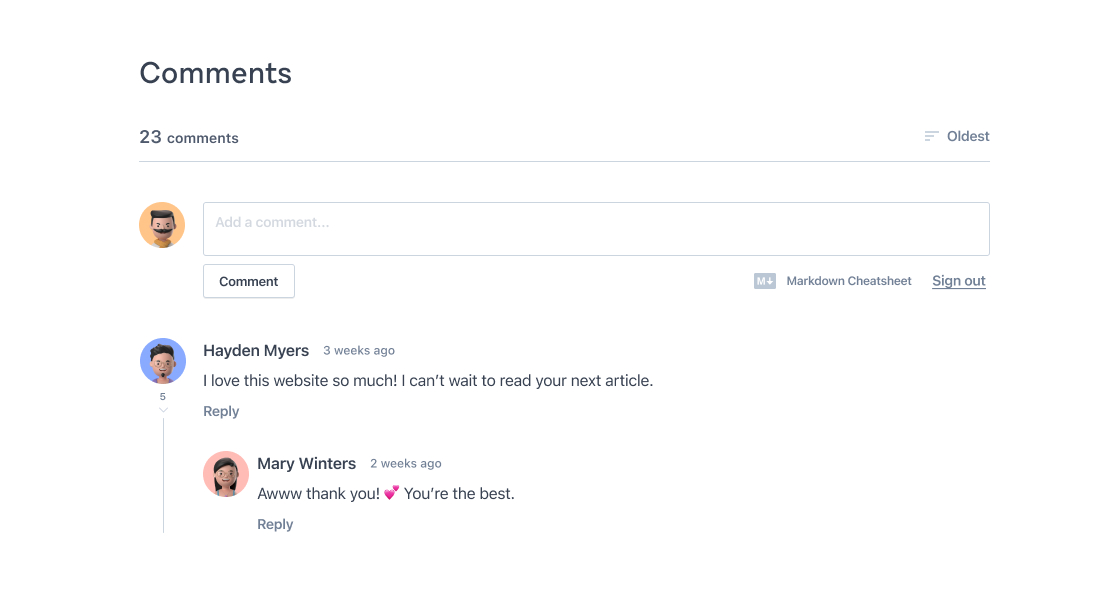 Comments
23 comments
Oldest
Add a comment...
Comment
M Markdown Cheatsheet
Sign out
Hayden Myers 3 weeks ago
5
I love this website so much! I can’t wait to read your next article.
Reply
Mary Winters 2 weeks ago
Awww thank you! 💕 You’re the best.
Reply